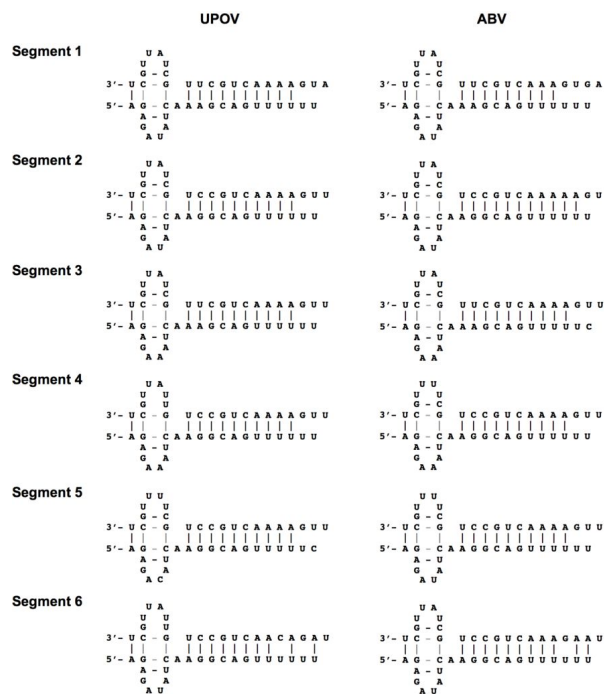 UPOV ABV
Segment 1
U A U A
U U U U
G – C G – C
3'– U C – G U U C G U C A A A A G U A 3'– U C – G U U C G U C A A A A G U G A
5'– A G – C A A A G C A G U U U U U U 5'– A G – C A A A G C A G U U U U U U
A – U A – U
G A G A
A U A U
Segment 2
U A U A
U U U U
G – C G – C
3'– U C – G U C C G U C A A A A G U U 3'– U C – G U C C G U C A A A A A G U
5'– A G – C A A G G C A G U U U U U U 5'– A G – C A A G G C A G U U U U U U
A – U A – U
G A G A
A U A U
Segment 3
U A U A
U U U U
G – C G – C
3'– U C – G U U C G U C A A A A G U U 3'– U C – G U U C G U C A A A A G U U
5'– A G – C A A A G C A G U U U U U U 5'– A G – C A A A G C A G U U U U U C
A – U A – U
G A G A
A A A A
Segment 4
U A U U
U U U U
G U G – C
3'– U C – G U C C G U C A A A A G U U 3'– U C – G U C C G U C A A A A G U U
5'– A G – C A A G G C A G U U U U U U 5'– A G – C A A G G C A G U U U U U U
A – U A – U
G A G A
A A A A
Segment 5
U U U U
U U U U
G – C G – C
3'– U C – G U C C G U C A A A A G U U 3'– U C – G U C C G U C A A A A G U U
5'– A G – C A A G G C A G U U U U U C 5'– A G – C A A G G C A G U U U U U U
A – U A – U
G A G A
A C A U
Segment 6
U A U A
U U U U
G U G – C
3'– U C – G U C C G U C A A C A G A U 3'– U C – G U C C G U C A A A G A A U
5'– A G – C A A G G C A G U U U U U U 5'– A G – C A A G G C A G U U U U U U
A – U A – U
G A G A
A U A U